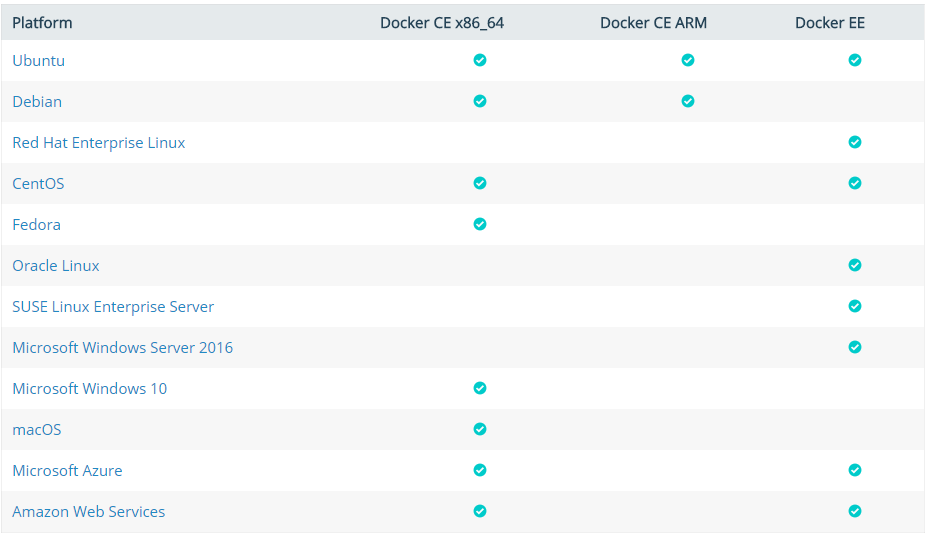 Platform Docker CE x86_64 Docker CE ARM Docker EE
Ubuntu
Debian
Red Hat Enterprise Linux
CentOS
Fedora
Oracle Linux
SUSE Linux Enterprise Server
Microsoft Windows Server 2016
Microsoft Windows 10
macOS
Microsoft Azure
Amazon Web Services